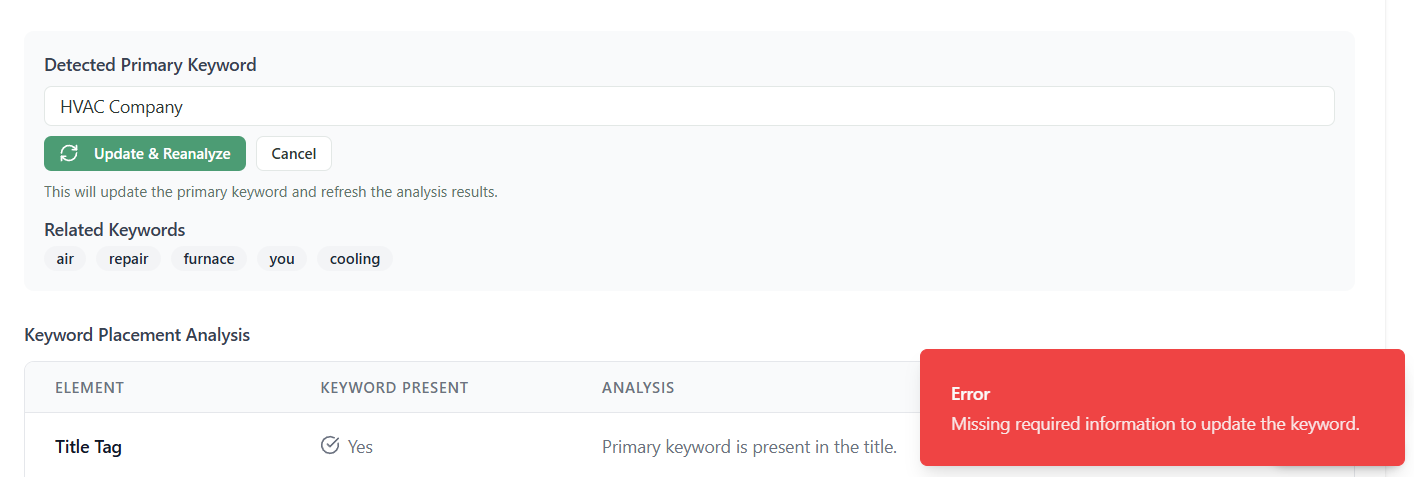 Detected Primary Keyword
HVAC Company
Update & Reanalyze Cancel
This will update the primary keyword and refresh the analysis results.
Related Keywords
air repair furnace you cooling
Keyword Placement Analysis
ELEMENT KEYWORD PRESENT ANALYSIS
Error
Missing required information to update the keyword.
Title Tag Yes Primary keyword is present in the title.